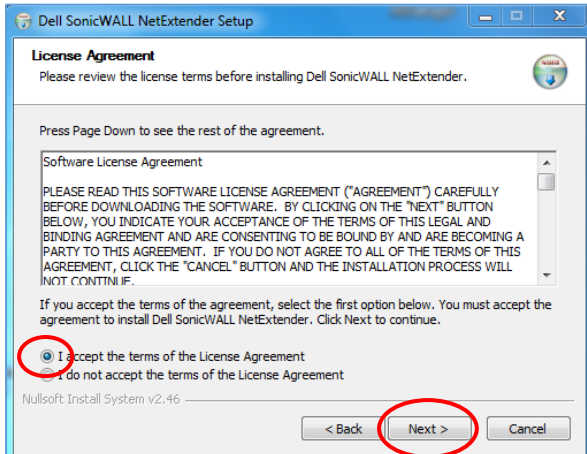 Dell SonicWALL NetExtender Setup
License Agreement
Please review the license terms before installing Dell SonicWALL NetExtender.
Press Page Down to see the rest of the agreement.
Software License Agreement
PLEASE READ THIS SOFTWARE LICENSE AGREEMENT ("AGREEMENT") CAREFULLY
BEFORE DOWNLOADING THE SOFTWARE. BY CLICKING ON THE "NEXT" BUTTON
BELOW, YOU INDICATE YOUR ACCEPTANCE OF THE TERMS OF THIS LEGAL AND
BINDING AGREEMENT AND ARE CONSENTING TO BE BOUND BY AND ARE BECOMING A
PARTY TO THIS AGREEMENT. IF YOU DO NOT AGREE TO ALL OF THE TERMS OF THIS
AGREEMENT, CLICK THE "CANCEL" BUTTON AND THE INSTALLATION PROCESS WILL
NOT CONTINUE.
If you accept the terms of the agreement, select the first option below. You must accept the
agreement to install Dell SonicWALL NetExtender. Click Next to continue.
I accept the terms of the License Agreement
I do not accept the terms of the License Agreement
Nullsoft Install System v2.46
< Back Next > Cancel